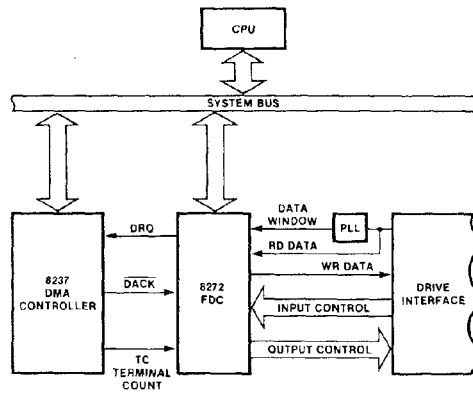 CPU
SYSTEM BUS
8237
DMA
CONTROLLER
DRQ
DACK
TC
TERMINAL
COUNT
8272
FDC
DATA
WINDOW
PLL
RD DATA
WR DATA
INPUT CONTROL
OUTPUT CONTROL
DRIVE
INTERFACE